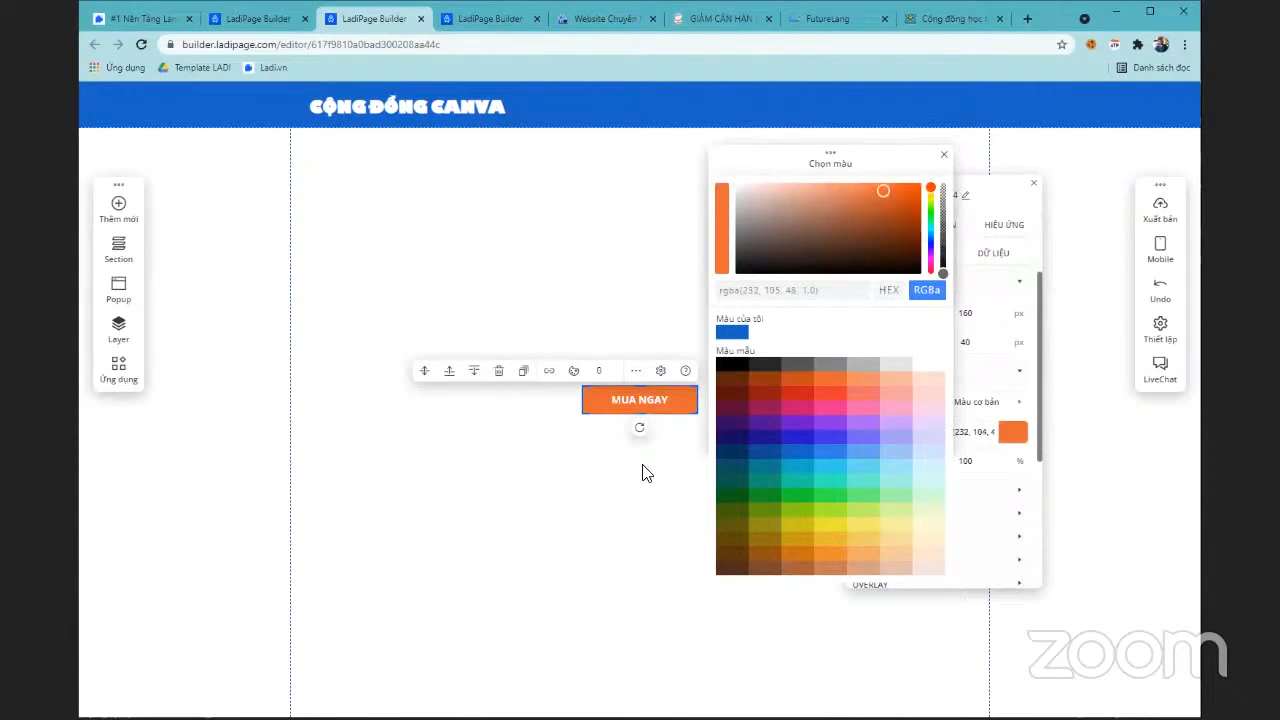 #1 Nền Tảng Lan
LadiPage Builder
LadiPage Builder
LadiPage Builder
Website Chuyên
GIẢM CÂN HÀN
FutureLang
Cộng đồng học
builder.ladipage.com/editor/617f9810a0bad300208aa44c
Ứng dụng
Template LADI
Ladi.vn
Danh sách đọc
CỘNG ĐỒNG CANVA
Thêm mới
Section
Popup
Layer
Ứng dụng
0
MUA NGAY
Chọn màu
rgba(232, 105, 48, 1.0)
HEX
RGBa
Màu của tôi
Màu mẫu
4
N
HIỆU ỨNG
DỮ LIỆU
160
px
40
px
Màu cơ bản
(232, 104, 4
100
%
OVERLAY
Xuất bản
Mobile
Undo
Thiết lập
LiveChat
zoom